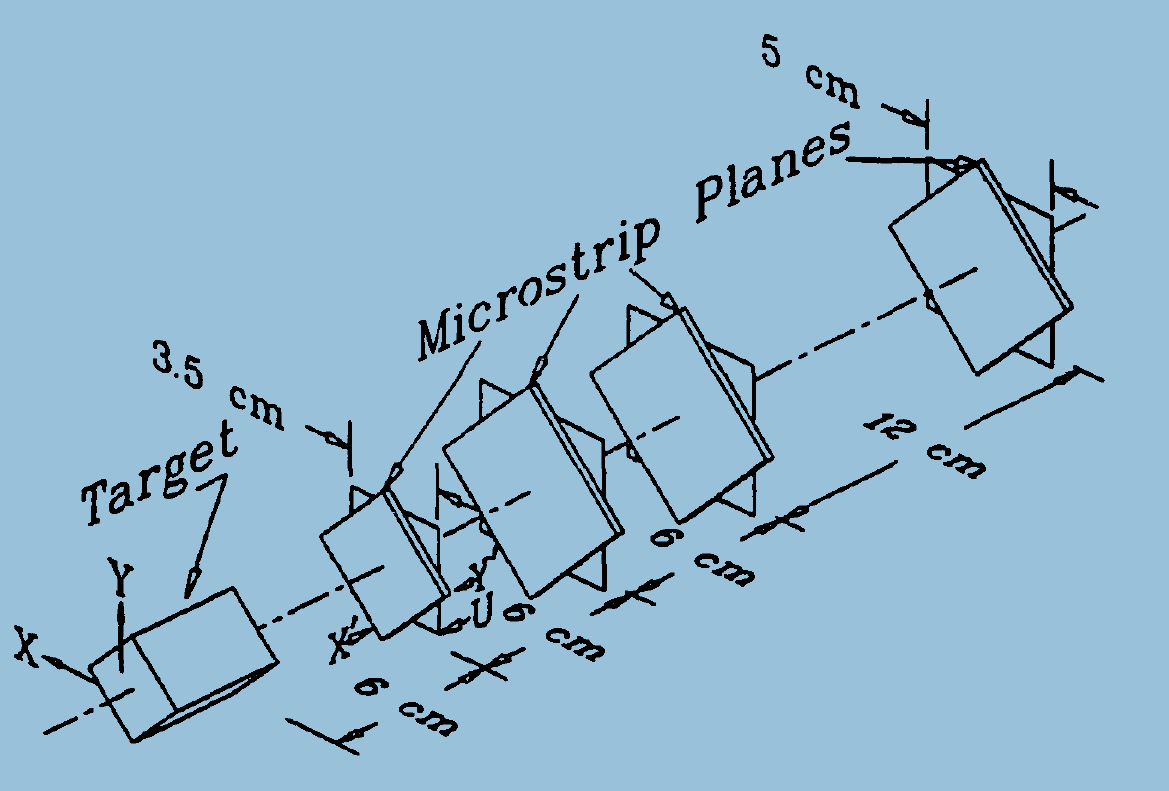 5 cm
Microstrip Planes
3.5 cm
Target
12 cm
6 cm
Y
X
Y'
U
X'
6 cm
6 cm